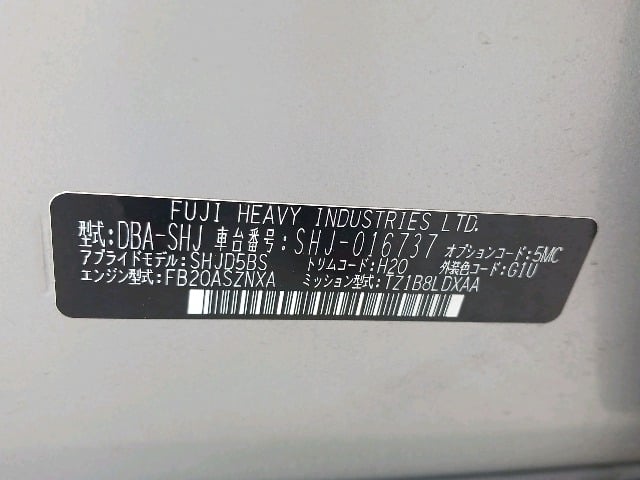 FUJI HEAVY INDUSTRIES LTD.
型式:DBA-SHJ 車台番号:SHJ-016737 オプションコード:5MC
アプライドモデル:SHJD5BS トリムコード:H20 外装色コード:G1U
エンジン型式:FB20ASZNXA ミッション型式:TZ1B8LDXAA